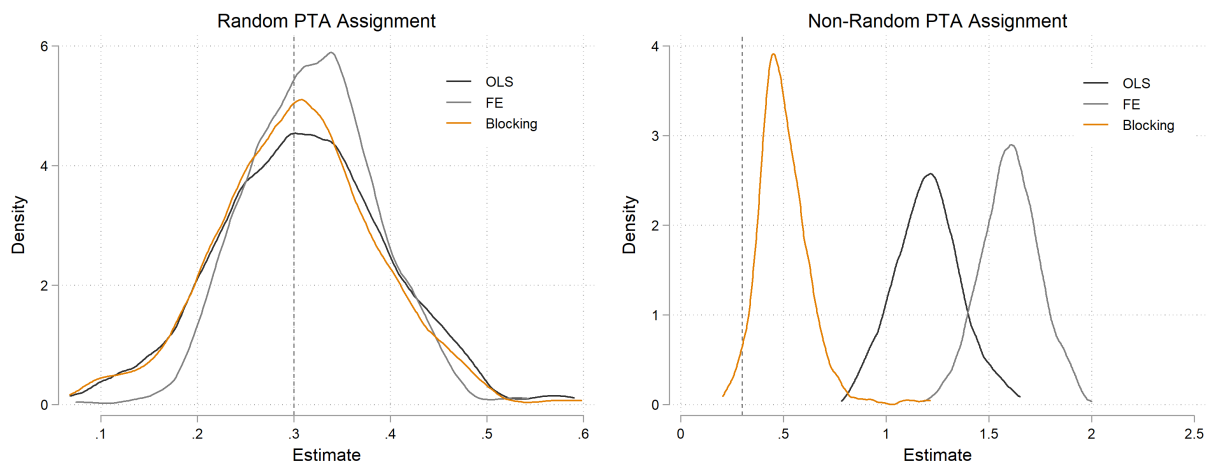 Random PTA Assignment
6
4
2
0
Density
OLS
FE
Blocking
.1 .2 .3 .4 .5 .6
Estimate
Non-Random PTA Assignment
4
3
2
1
0
Density
OLS
FE
Blocking
0 .5 1 1.5 2 2.5
Estimate